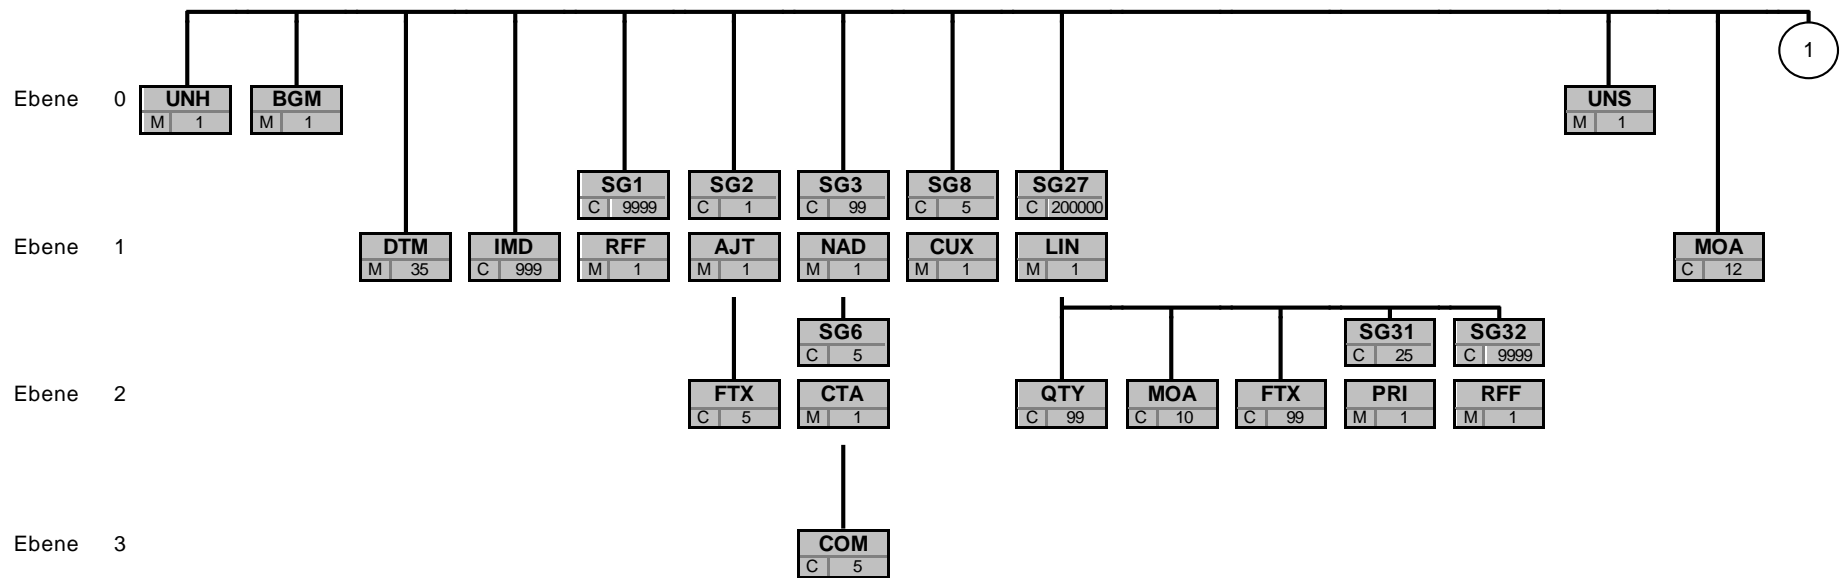 1
Ebene 0 UNH BGM UNS
M 1 M 1 M 1
SG1 SG2 SG3 SG8 SG27
C 9999 C 1 C 99 C 5 C 200000
Ebene 1 DTM IMD RFF AJT NAD CUX LIN MOA
M 35 C 999 M 1 M 1 M 1 M 1 M 1 C 12
SG6 SG31 SG32
C 5 C 25 C 9999
Ebene 2 FTX CTA QTY MOA FTX PRI RFF
C 5 M 1 C 99 C 10 C 99 M 1 M 1
Ebene 3 COM
C 5